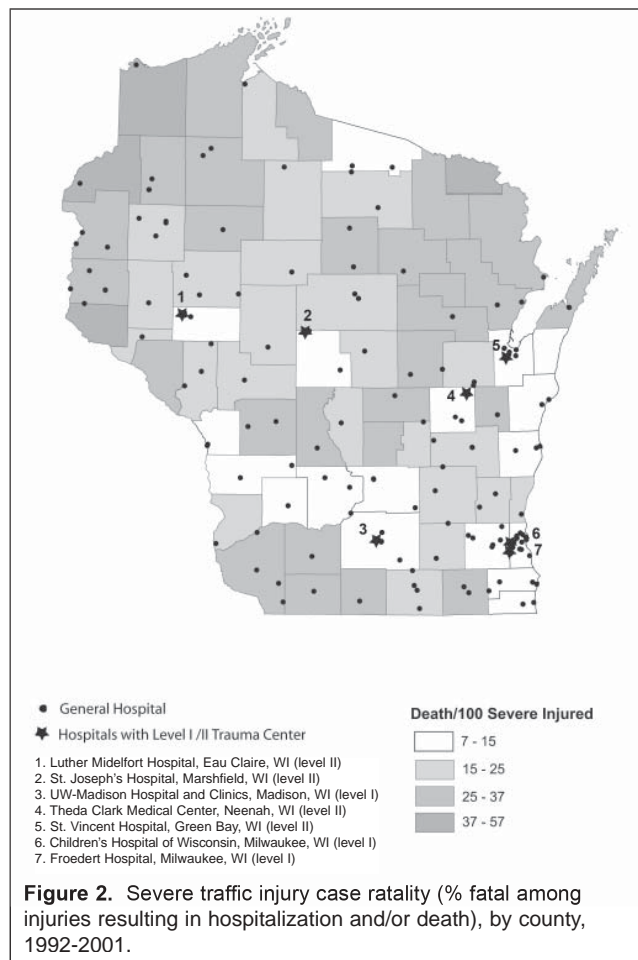 1
2
3
4
5
6
7
General Hospital
Hospitals with Level I /II Trauma Center
1. Luther Midelfort Hospital, Eau Claire, WI (level II)
2. St. Joseph's Hospital, Marshfield, WI (level II)
3. UW-Madison Hospital and Clinics, Madison, WI (level I)
4. Theda Clark Medical Center, Neenah, WI (level II)
5. St. Vincent Hospital, Green Bay, WI (level II)
6. Children's Hospital of Wisconsin, Milwaukee, WI (level I)
7. Froedert Hospital, Milwaukee, WI (level I)
Death/100 Severe Injured
7 - 15
15 - 25
25 - 37
37 - 57
Figure 2. Severe traffic injury case ratality (% fatal among
injuries resulting in hospitalization and/or death), by county,
1992-2001.